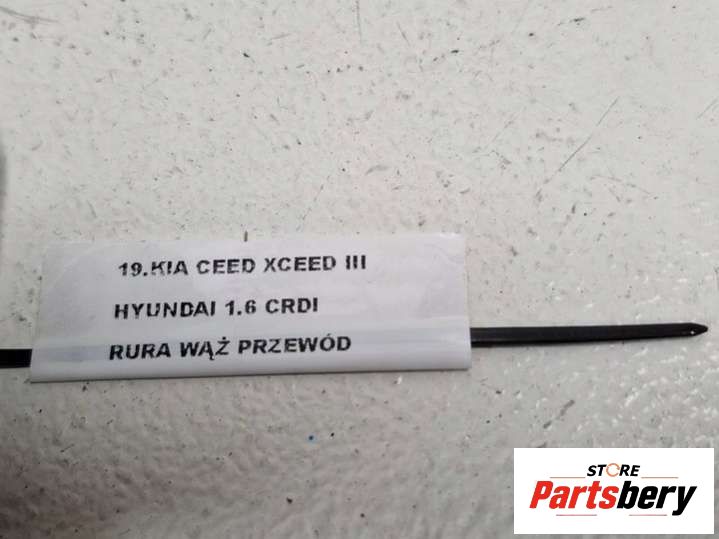 19.KIA CEED XCEED III
HYUNDAI 1.6 CRDI
RURA WĄŻ PRZEWÓD
STORE
Partsbery